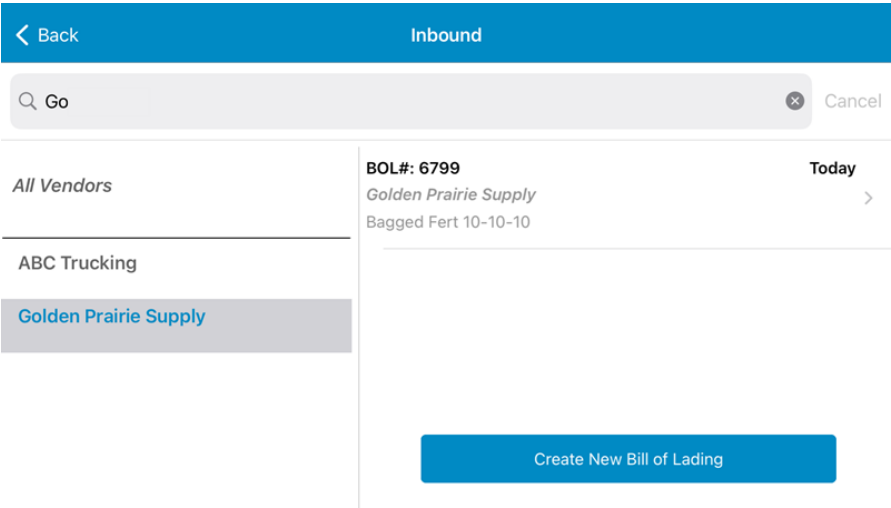 Back
Inbound
Go
Cancel
All Vendors
ABC Trucking
Golden Prairie Supply
BOL#: 6799
Today
Golden Prairie Supply
Bagged Fert 10-10-10
Create New Bill of Lading